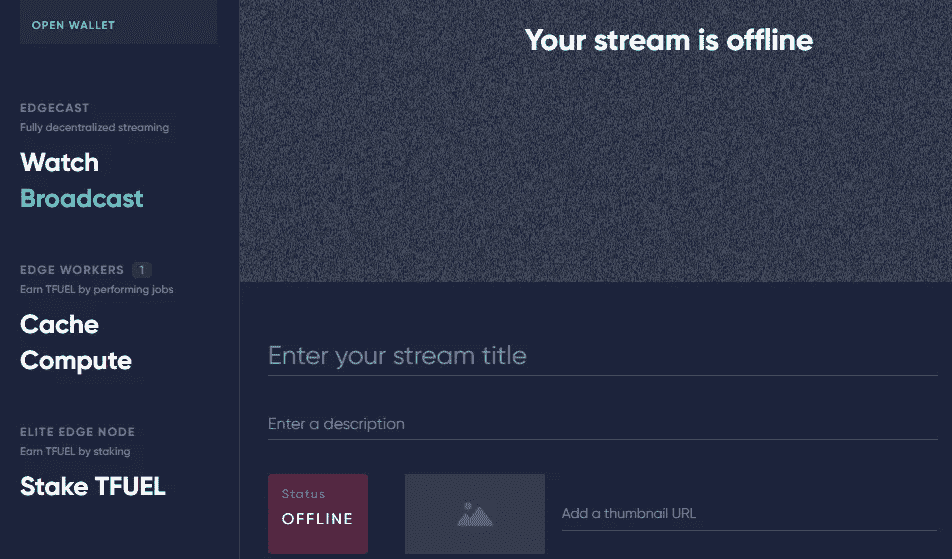 OPEN WALLET
EDGECAST
Fully decentralized streaming
Watch
Broadcast
EDGE WORKERS 1
Earn TFUEL by performing jobs
Cache
Compute
ELITE EDGE NODE
Earn TFUEL by staking
Stake TFUEL
Your stream is offline
Enter your stream title
Enter a description
Status
OFFLINE
Add a thumbnail URL